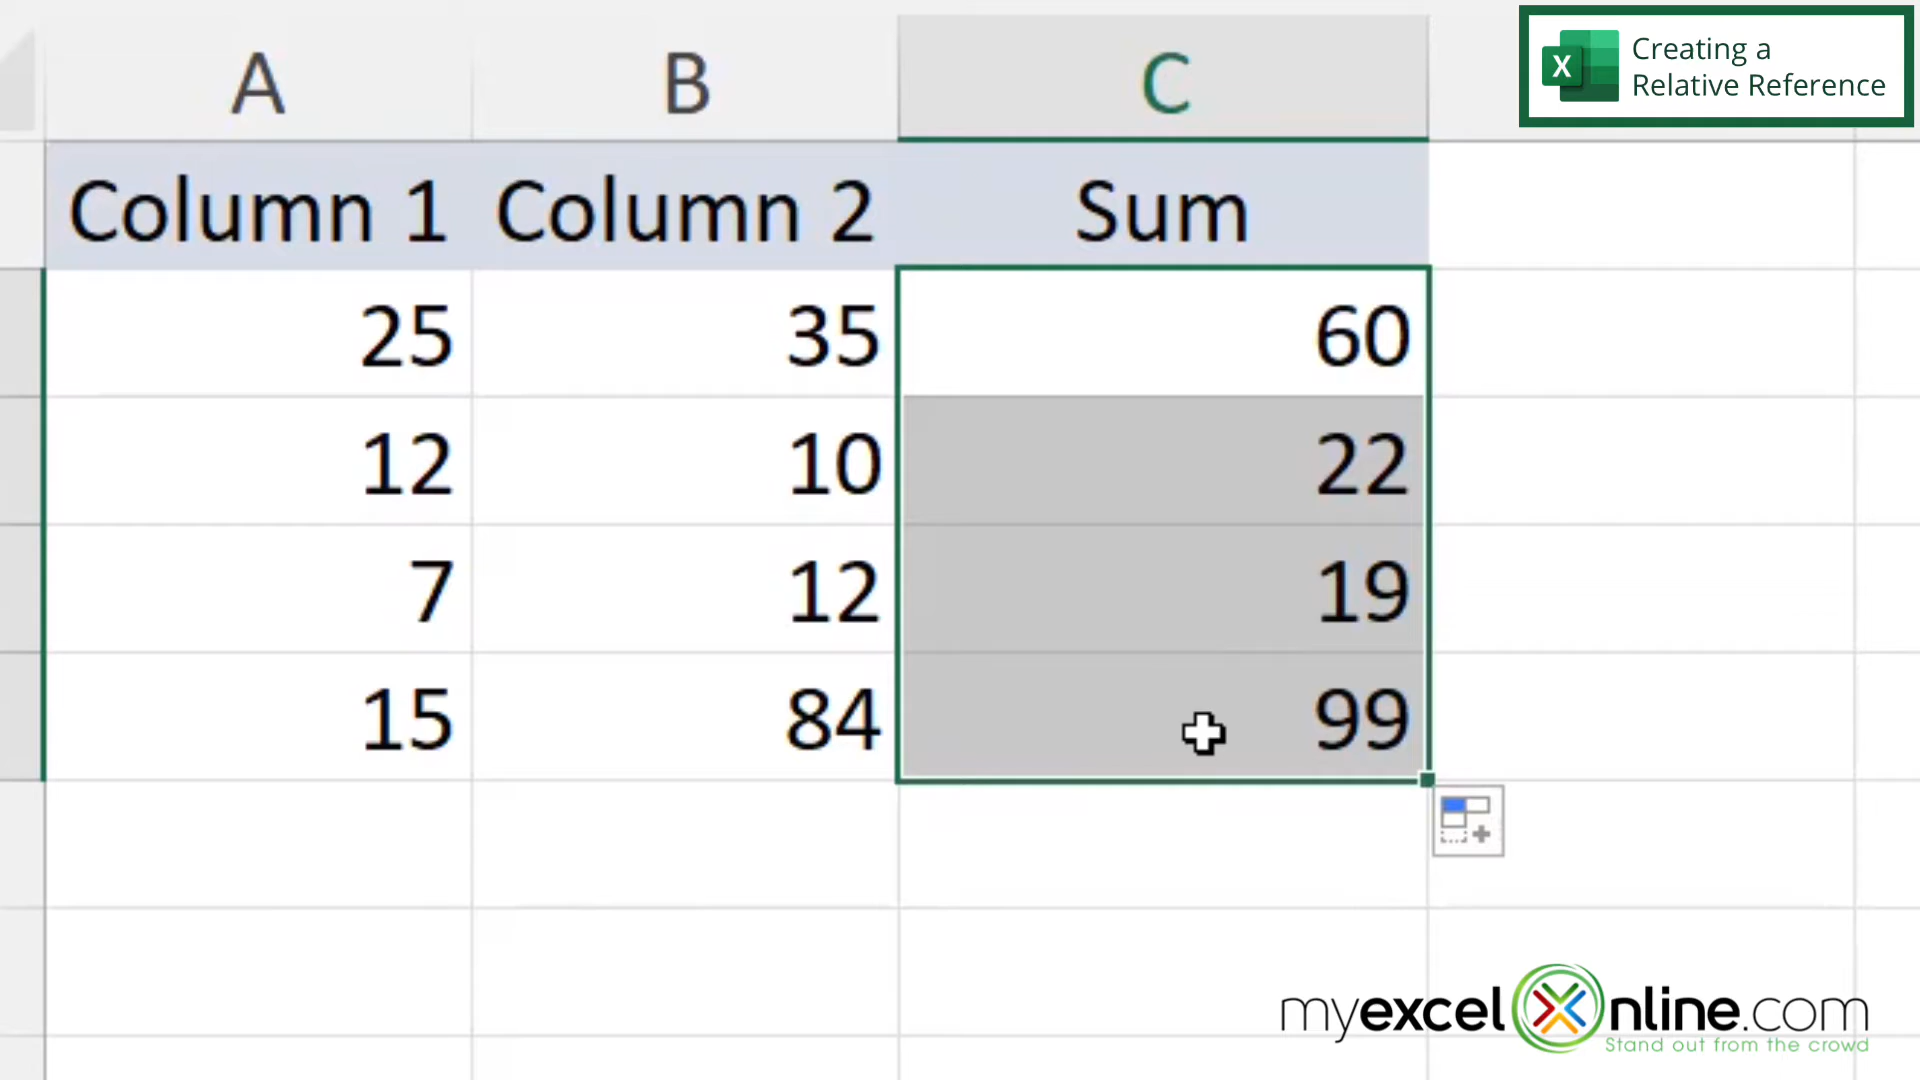 A B C
X Creating a
Relative Reference
Column 1 Column 2 Sum
25 35 60
12 10 22
7 12 19
15 84 99
myexcelonline.com
Stand out from the crowd